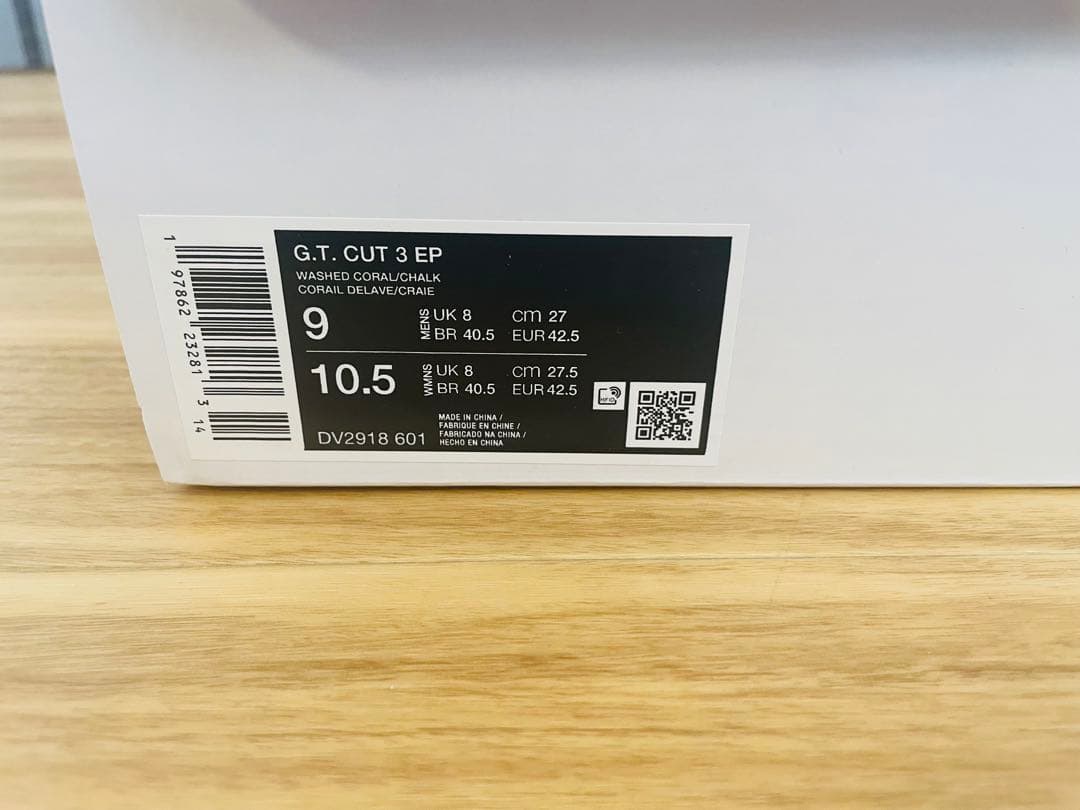 G.T. CUT 3 EP
WASHED CORAL/CHALK
CORAIL DELAVE/CRAIE
9 MENS UK 8 cm 27
BR 40.5 EUR 42.5
10.5 WMNS UK 8 cm 27.5
BR 40.5 EUR 42.5
DV2918 601
MADE IN CHINA /
FABRIQUE EN CHINE /
FABRICADO NA CHINA /
HECHO EN CHINA
RFID
1 97862 23281 3 14